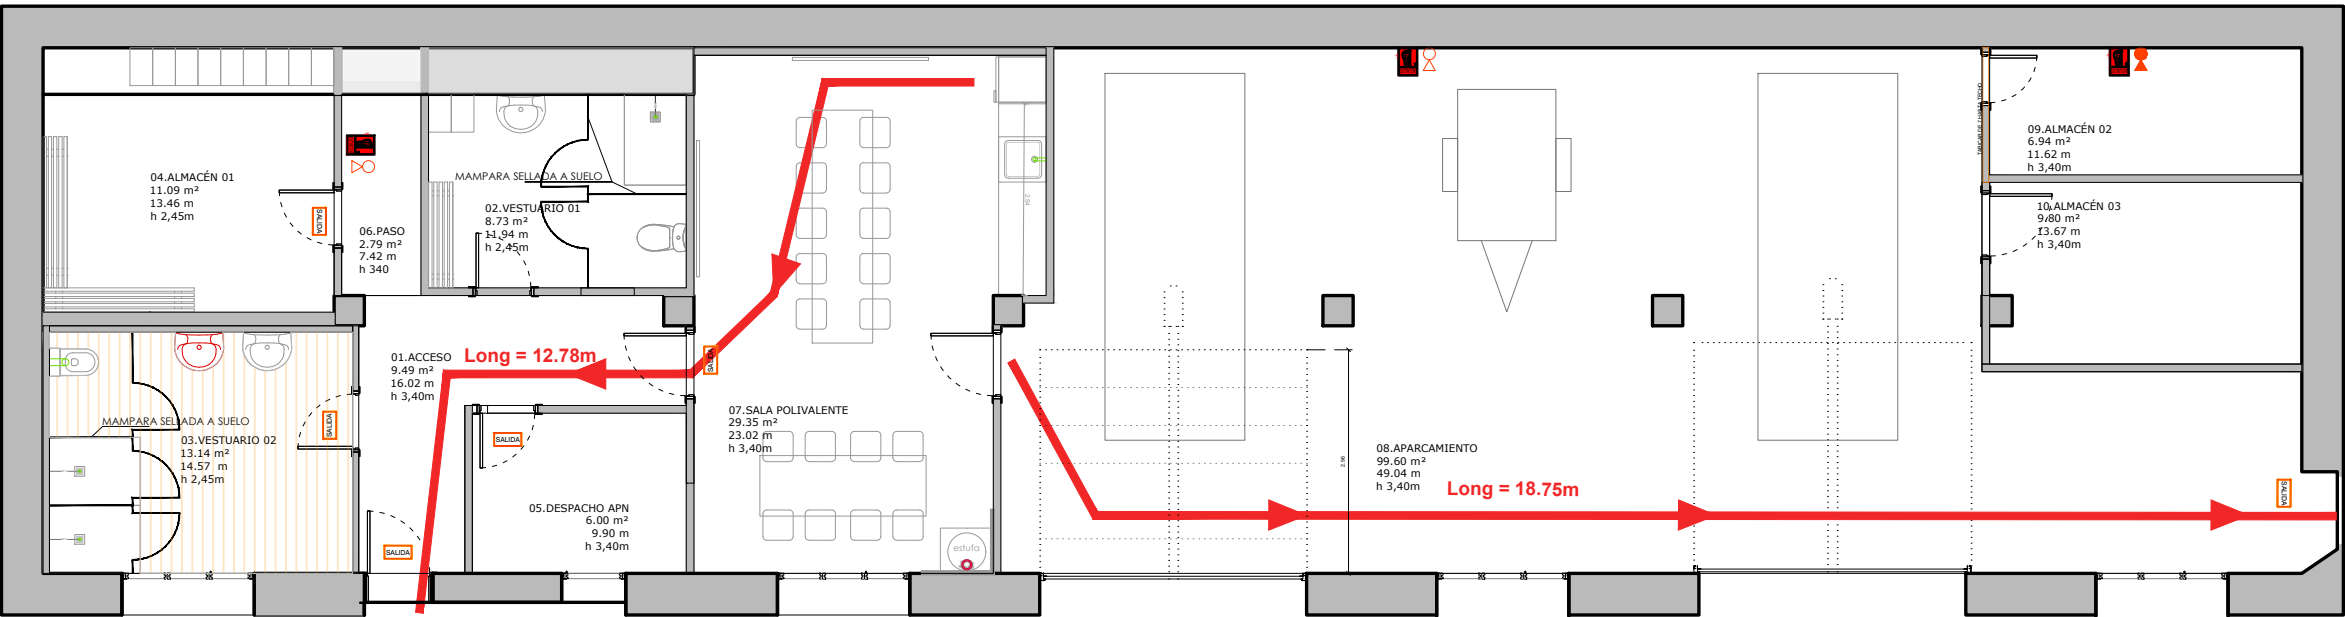 04.ALMACÉN 01
11.09 m²
13.46 m
h 2,45m
SALIDA
06.PASO
2.79 m²
7.42 m
h 340
MAMPARA SELLADA A SUELO
02.VESTUARIO 01
8.73 m²
11.94 m
h 2,45m
01.ACCESO
9.49 m²
16.02 m
h 3,40m
Long = 12.78m
SALIDA
MAMPARA SELLADA A SUELO
03.VESTUARIO 02
13.14 m²
14.57 m
h 2,45m
SALIDA
SALIDA
SALIDA
05.DESPACHO APN
6.00 m²
9.90 m
h 3,40m
07.SALA POLIVALENTE
29.35 m²
23.02 m
h 3,40m
estufa
2.98
08.APARCAMIENTO
99.60 m²
49.04 m
h 3,40m
Long = 18.75m
09.ALMACÉN 02
6.94 m²
11.62 m
h 3,40m
10.ALMACÉN 03
9.80 m²
13.67 m
h 3,40m
SALIDA